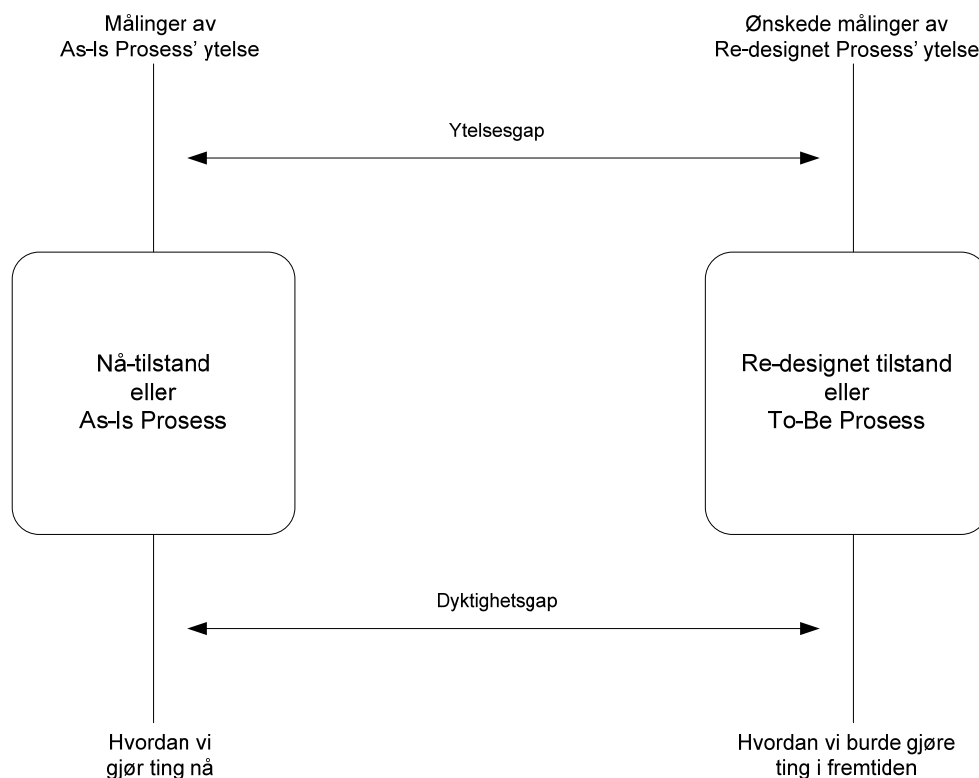 Målinger av
As-Is Prosess’ ytelse
Ønskede målinger av
Re-designet Prosess’ ytelse
Ytelsesgap
Nå-tilstand
eller
As-Is Prosess
Re-designet tilstand
eller
To-Be Prosess
Dyktighetsgap
Hvordan vi
gjør ting nå
Hvordan vi burde gjøre
ting i fremtiden